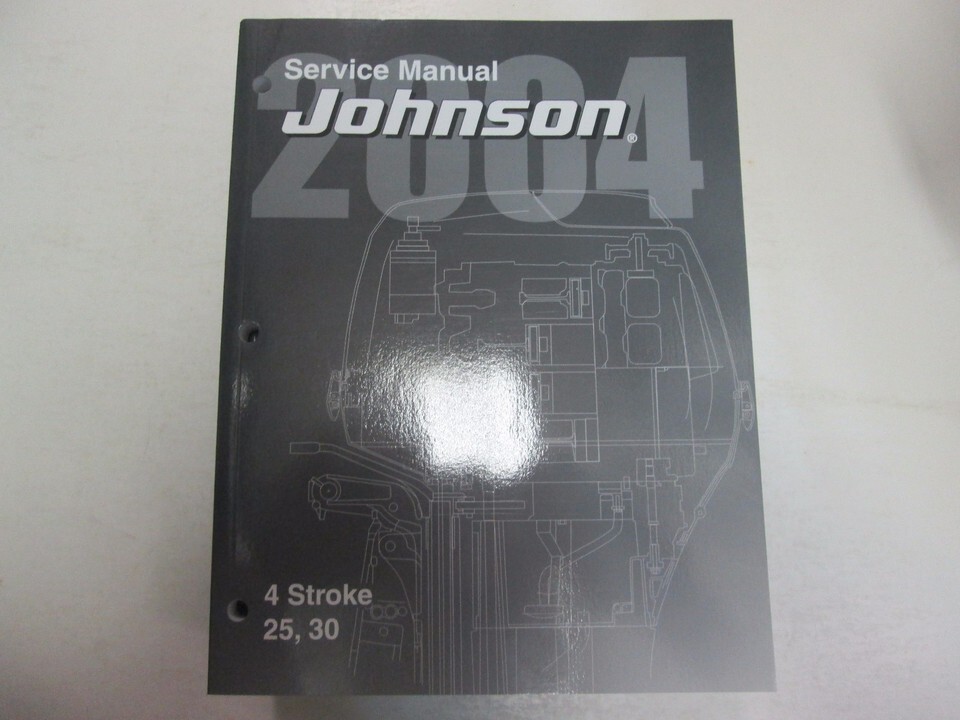 2004
Service Manual
Johnson®
4 Stroke
25, 30